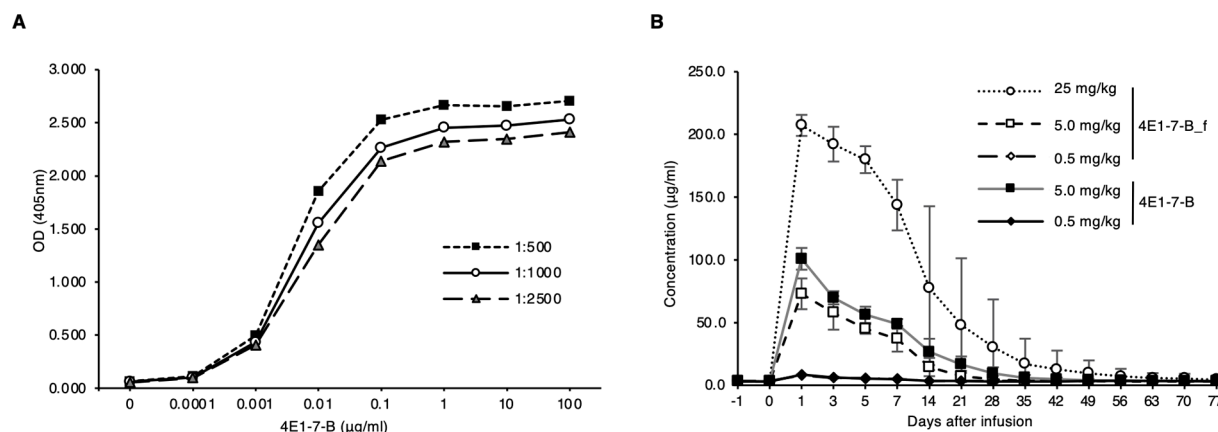 A
3.000
2.500
2.000
1.500
1.000
0.500
0.000
OD (405nm)
0 0.0001 0.001 0.01 0.1 1 10 100
4E1-7-B (µg/ml)
1:500
1:1000
1:2500
B
250.0
200.0
150.0
100.0
50.0
0.0
Concentration (µg/ml)
-1 0 1 3 5 7 14 21 28 35 42 49 56 63 70 77
Days after infusion
25 mg/kg
5.0 mg/kg
0.5 mg/kg
4E1-7-B_f
5.0 mg/kg
0.5 mg/kg
4E1-7-B